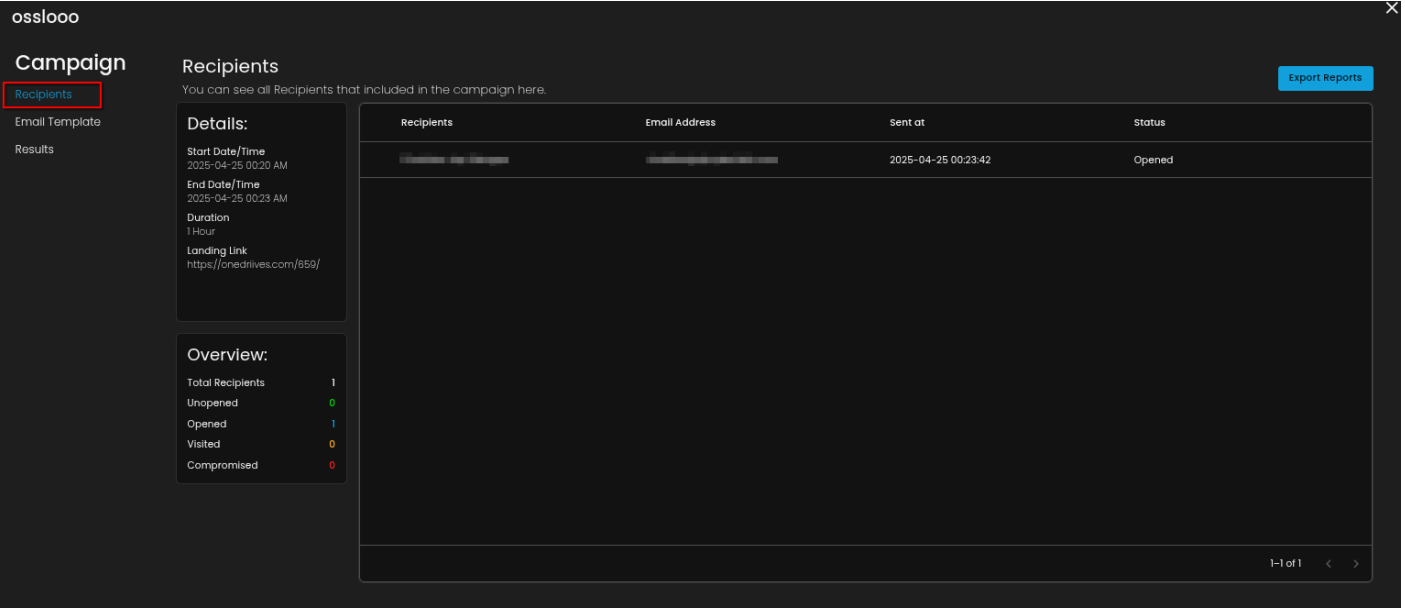 osslooo
Campaign
Recipients
Email Template
Results
Recipients
You can see all Recipients that included in the campaign here.
Export Reports
Details:
Start Date/Time
2025-04-25 00:20 AM
End Date/Time
2025-04-25 00:23 AM
Duration
1 Hour
Landing Link
https://onedriives.com/659/
Overview:
Total Recipients 1
Unopened 0
Opened 1
Visited 0
Compromised 0
Recipients Email Address Sent at Status
2025-04-25 00:23:42 Opened
1-1 of 1